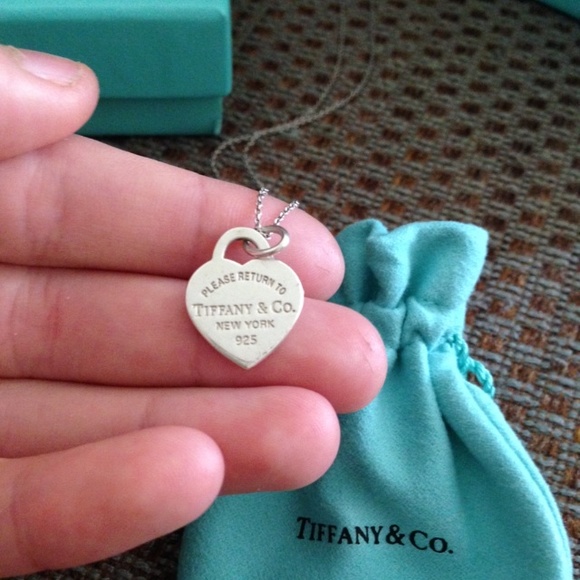 PLEASE RETURN TO
TIFFANY & CO.
NEW YORK
925
TIFFANY & CO.